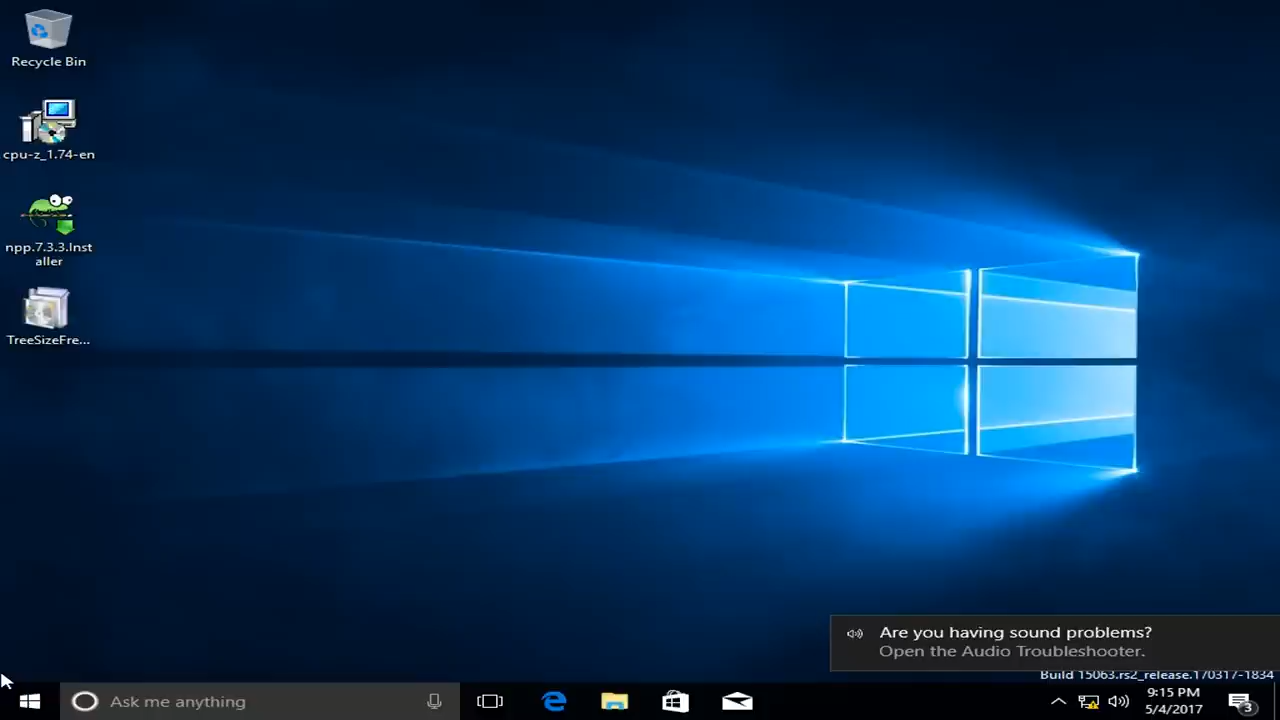 Recycle Bin
cpu-z_1.74-en
npp.7.3.3.Inst
aller
TreeSizeFre...
Are you having sound problems?
Open the Audio Troubleshooter.
Build 15063.rs2_release.170317-1834
Ask me anything
9:15 PM
5/4/2017
3